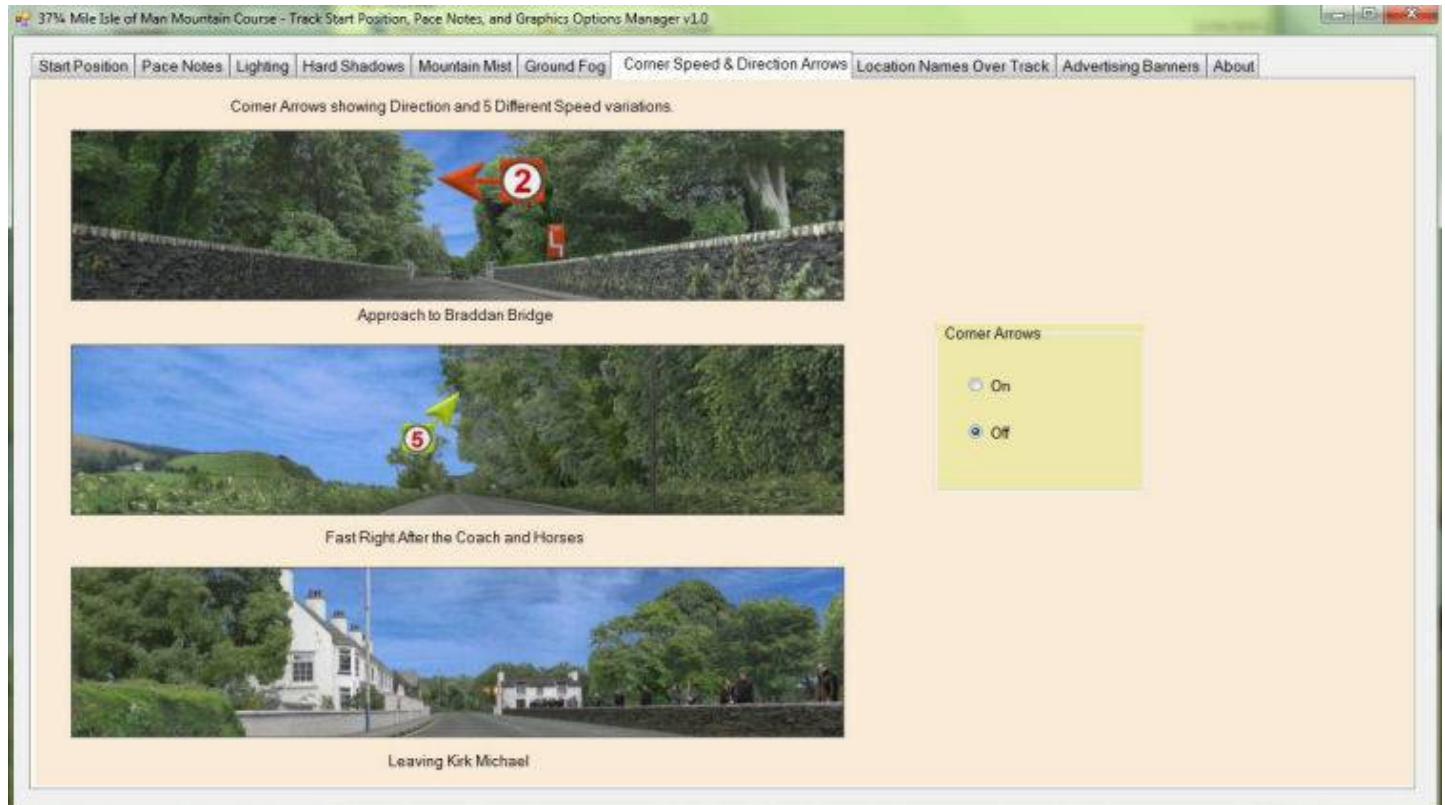 37¾ Mile Isle of Man Mountain Course - Track Start Position, Pace Notes, and Graphics Options Manager v1.0
Start Position Pace Notes Lighting Hard Shadows Mountain Mist Ground Fog Corner Speed & Direction Arrows Location Names Over Track Advertising Banners About
Corner Arrows showing Direction and 5 Different Speed variations.
2
Approach to Braddan Bridge
Corner Arrows
On
5
Off
Fast Right After the Coach and Horses
Leaving Kirk Michael